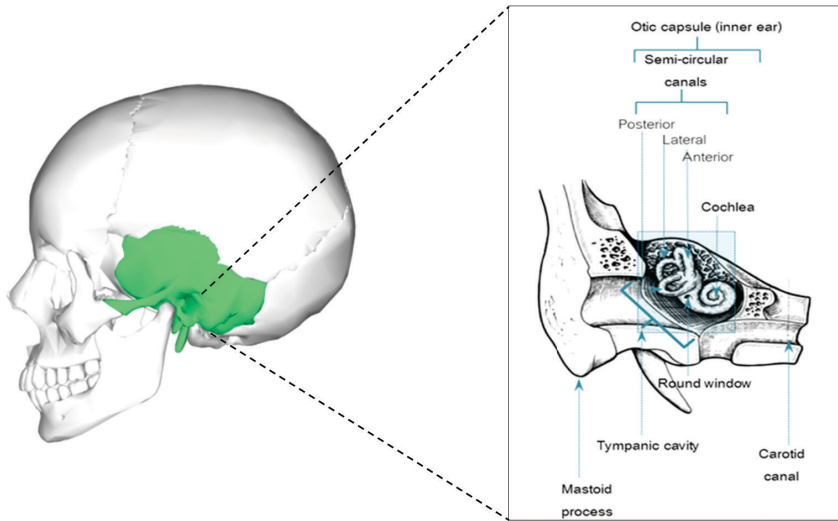 Otic capsule (inner ear)
Semi-circular
canals
Posterior
Lateral
Anterior
Cochlea
Round window
Tympanic cavity
Carotid
canal
Mastoid
process